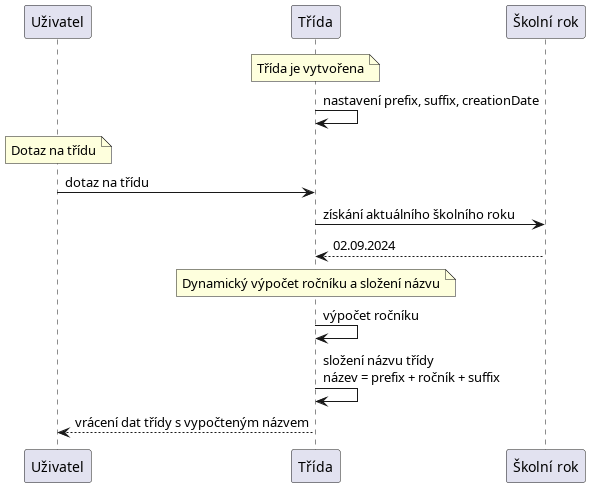 Uživatel
Třída
Školní rok
Třída je vytvořena
nastavení prefix, suffix, creationDate
Dotaz na třídu
dotaz na třídu
získání aktuálního školního roku
02.09.2024
Dynamický výpočet ročníku a složení názvu
výpočet ročníku
složení názvu třídy
název = prefix + ročník + suffix
vrácení dat třídy s vypočteným názvem
Uživatel
Třída
Školní rok